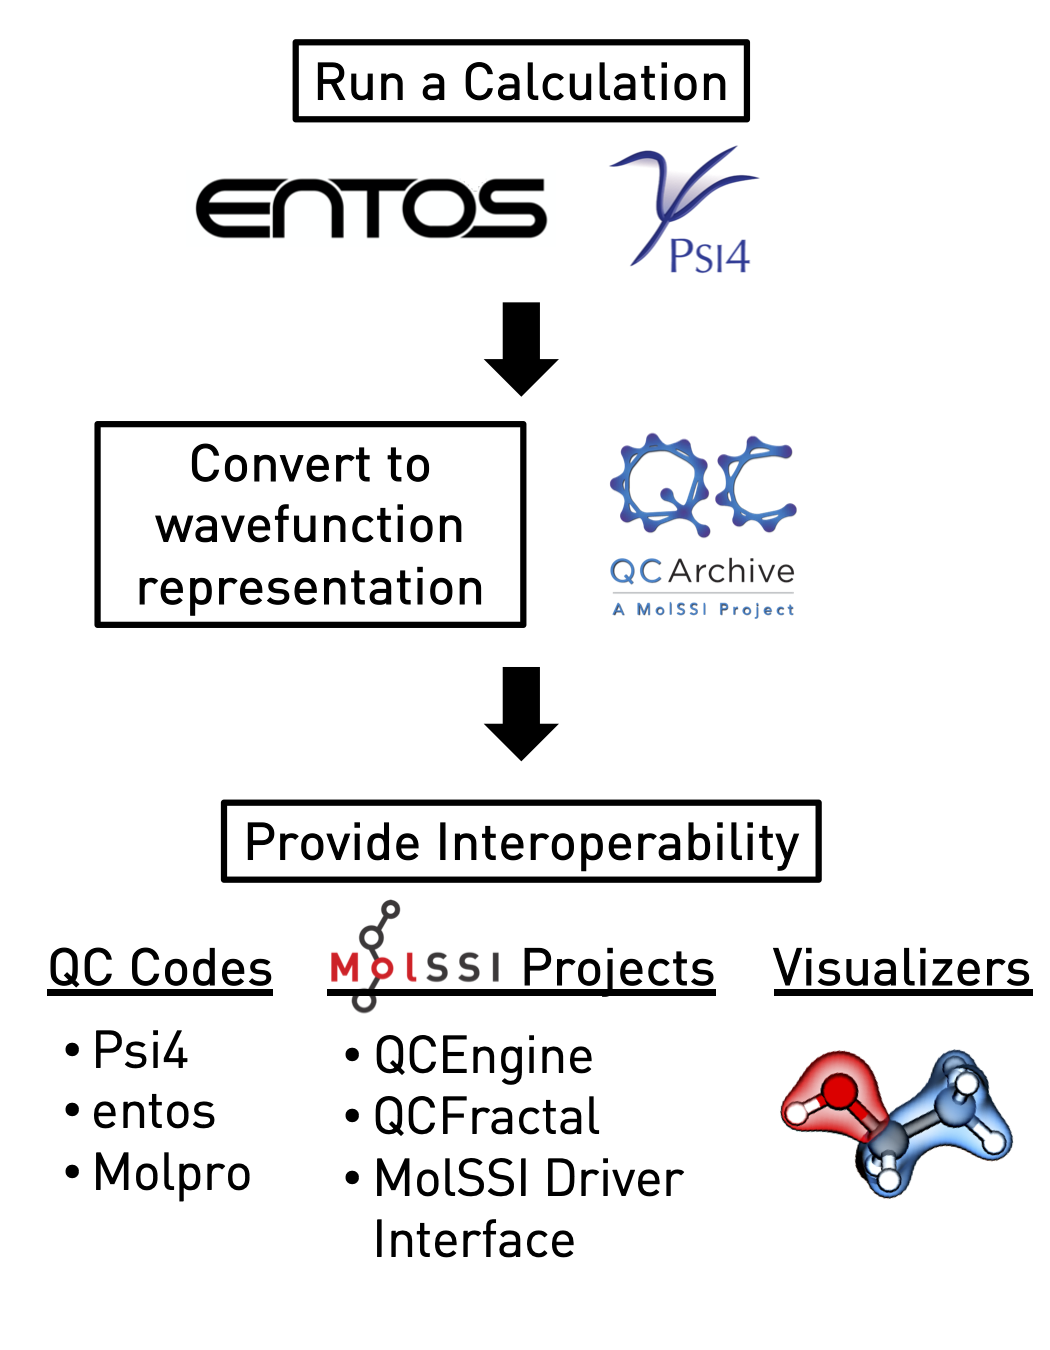 Run a Calculation
ENTOS
PSI4
Convert to
wavefunction
representation
QC
QCArchive
A MolSSI Project
Provide Interoperability
QC Codes
• Psi4
• entos
• Molpro
MolSSI Projects
• QCEngine
• QCFractal
• MolSSI Driver
Interface
Visualizers